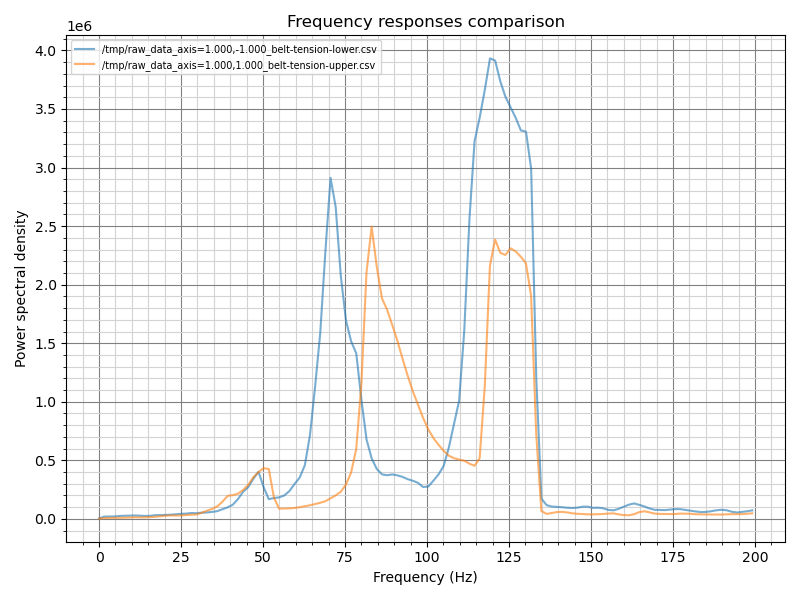 Frequency responses comparison
1e6
/tmp/raw_data_axis=1.000,-1.000_belt-tension-lower.csv
/tmp/raw_data_axis=1.000,1.000_belt-tension-upper.csv
4.0
3.5
3.0
2.5
2.0
1.5
1.0
0.5
0.0
Power spectral density
0 25 50 75 100 125 150 175 200
Frequency (Hz)